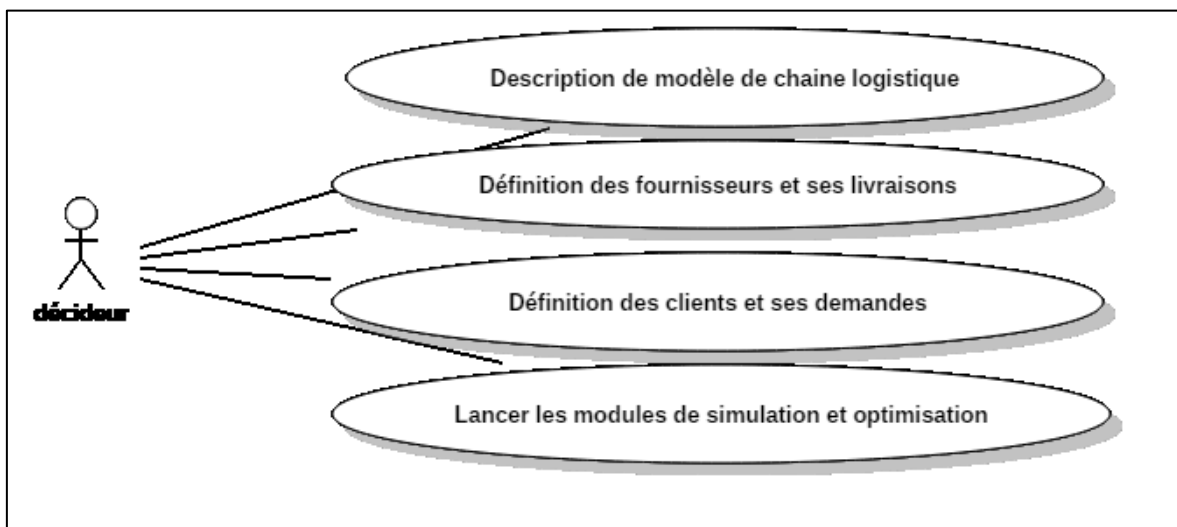 Description de modèle de chaine logistique
Définition des fournisseurs et ses livraisons
décideur
Définition des clients et ses demandes
Lancer les modules de simulation et optimisation